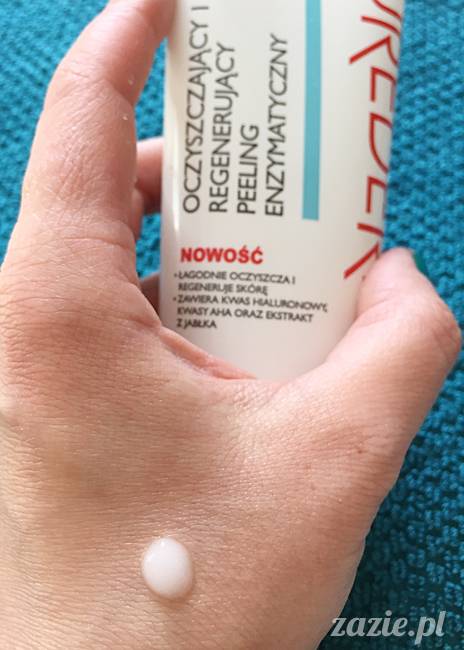 OCZYSZCZAJĄCY I
REGENERUJĄCY
PEELING
ENZYMATYCZNY
NOWOŚĆ
•ŁAGODNIE OCZYSZCZA I
REGENERUJE SKÓRĘ
•ZAWIERA KWAS HIALURONOWY,
KWASY AHA ORAZ EKSTRAKT
Z JABŁKA
zazie.pl